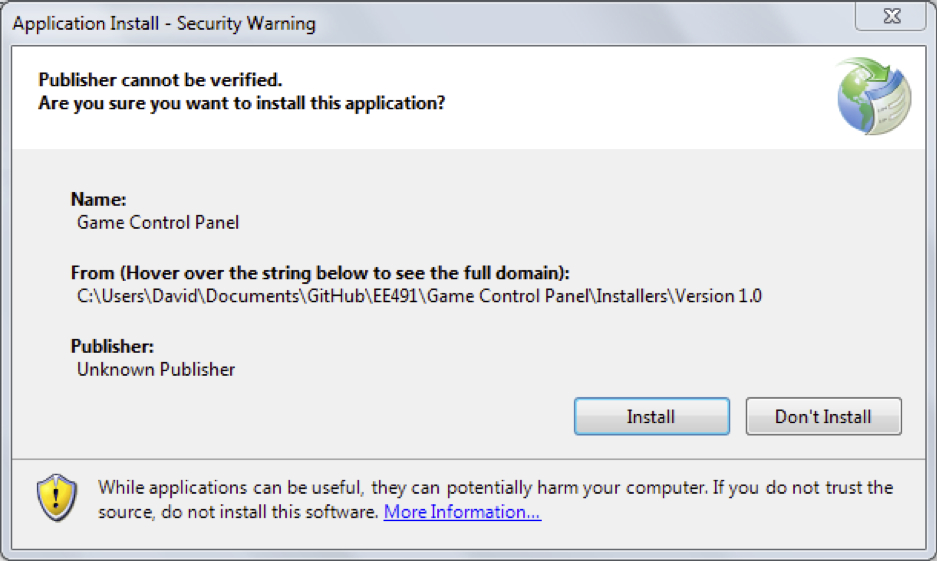 Application Install - Security Warning
Publisher cannot be verified.
Are you sure you want to install this application?
Name:
Game Control Panel
From (Hover over the string below to see the full domain):
C:\Users\David\Documents\GitHub\EE491\Game Control Panel\Installers\Version 1.0
Publisher:
Unknown Publisher
Install
Don't Install
While applications can be useful, they can potentially harm your computer. If you do not trust the
source, do not install this software. More Information...